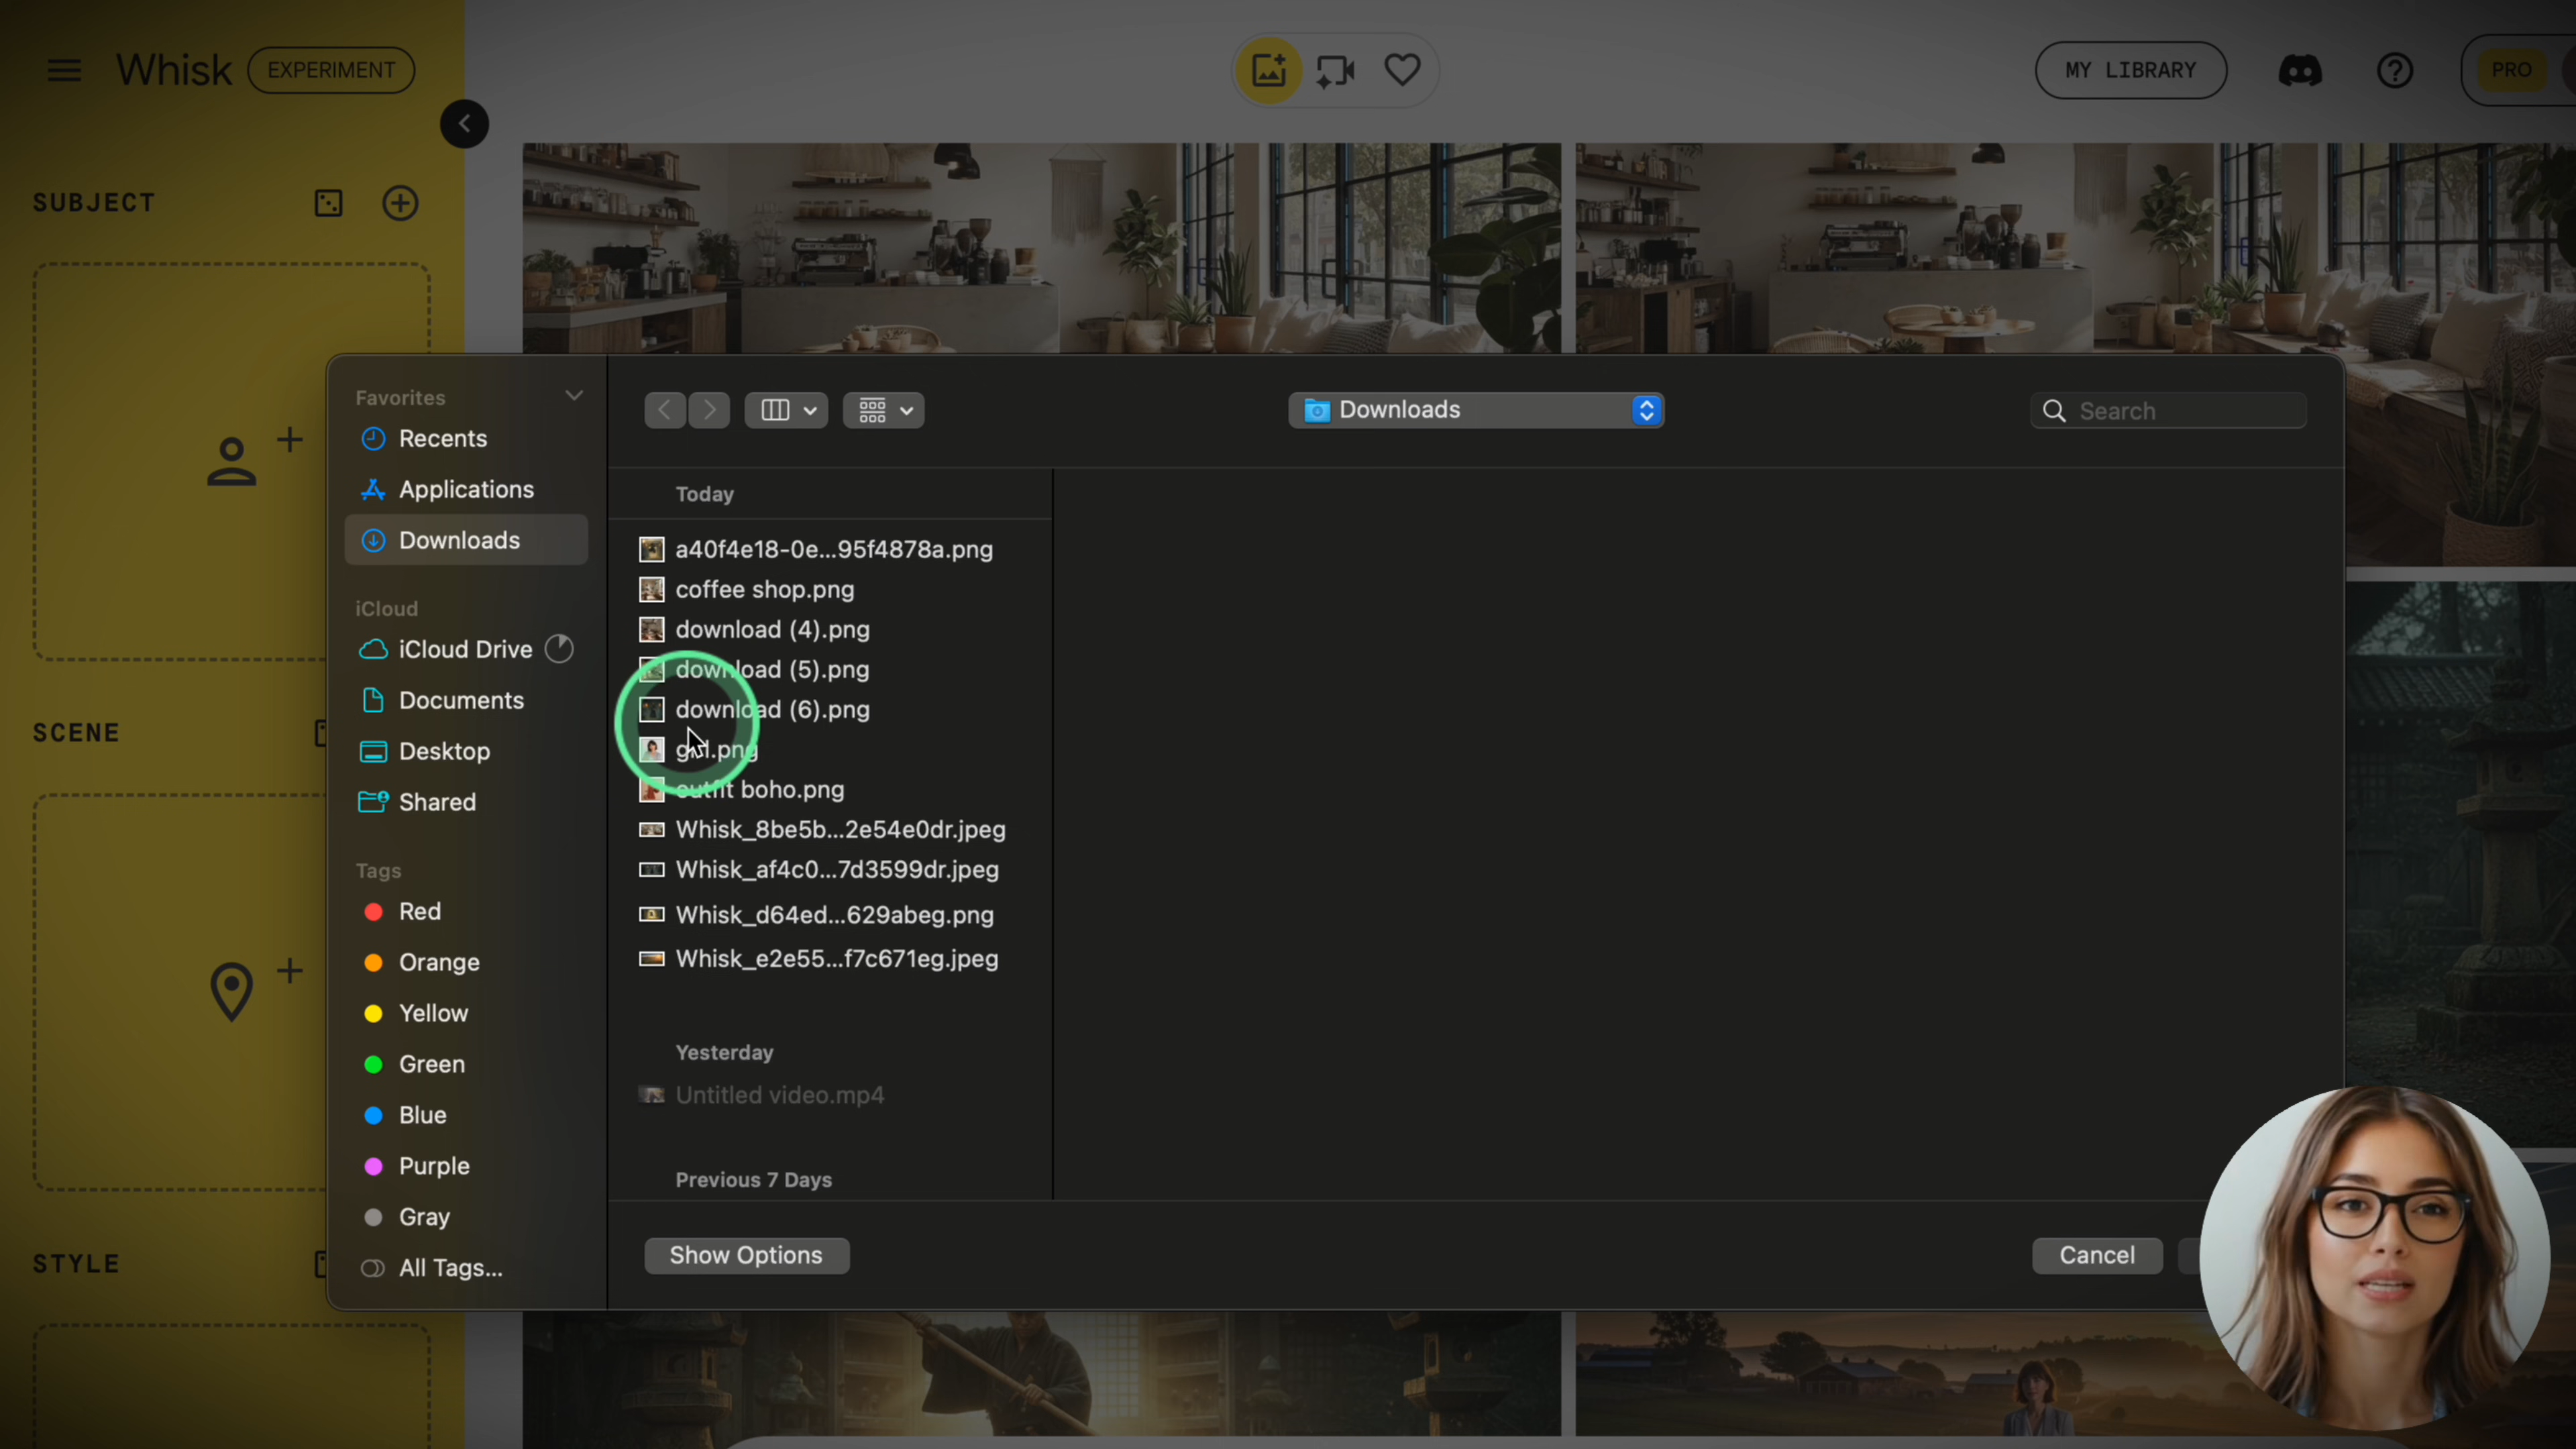 Whisk EXPERIMENT
MY LIBRARY
PRO
SUBJECT
SCENE
STYLE
Favorites
Recents
Applications
Downloads
iCloud
iCloud Drive
Documents
Desktop
Shared
Tags
Red
Orange
Yellow
Green
Blue
Purple
Gray
All Tags...
Downloads
Search
Today
a40f4e18-0e...95f4878a.png
coffee shop.png
download (4).png
download (5).png
download (6).png
outfit boho.png
Whisk_8be5b...2e54e0dr.jpeg
Whisk_af4c0...7d3599dr.jpeg
Whisk_d64ed...629abeg.png
Whisk_e2e55...f7c671eg.jpeg
Yesterday
Untitled video.mp4
Previous 7 Days
Show Options
Cancel